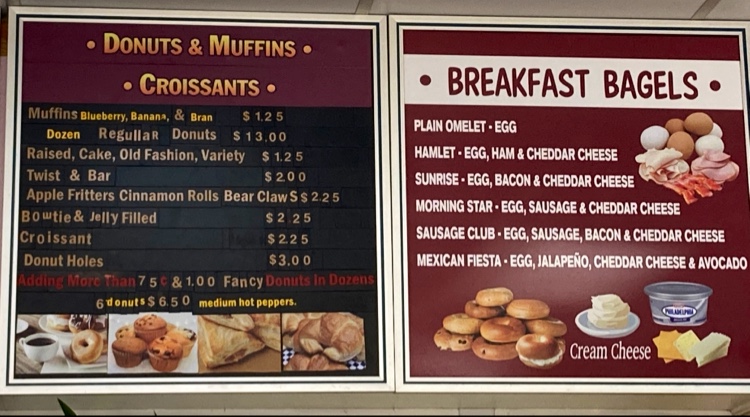 • DONUTS & MUFFINS •
• CROISSANTS •
Muffins Blueberry, Banana, & Bran $ 1.25
Dozen RegullaR Donuts $ 13.00
Raised, Cake, Old Fashion, Variety $ 1.25
Twist & Bar $ 2.00
Apple Fritters Cinnamon Rolls Bear Claw S $ 2.25
Bowtie & Jelly Filled $ 2 25
Croissant $ 2.25
Donut Holes $ 3.00
Adding More Than 7 5 ¢ & 1.00 Fancy Donuts in Dozens
6 donuts $ 6.50 medium hot peppers.
• BREAKFAST BAGELS •
PLAIN OMELET - EGG
HAMLET - EGG, HAM & CHEDDAR CHEESE
SUNRISE - EGG, BACON & CHEDDAR CHEESE
MORNING STAR - EGG, SAUSAGE & CHEDDAR CHEESE
SAUSAGE CLUB - EGG, SAUSAGE, BACON & CHEDDAR CHEESE
MEXICAN FIESTA - EGG, JALAPEÑO, CHEDDAR CHEESE & AVOCADO
PHILADELPHIA
Cream Cheese